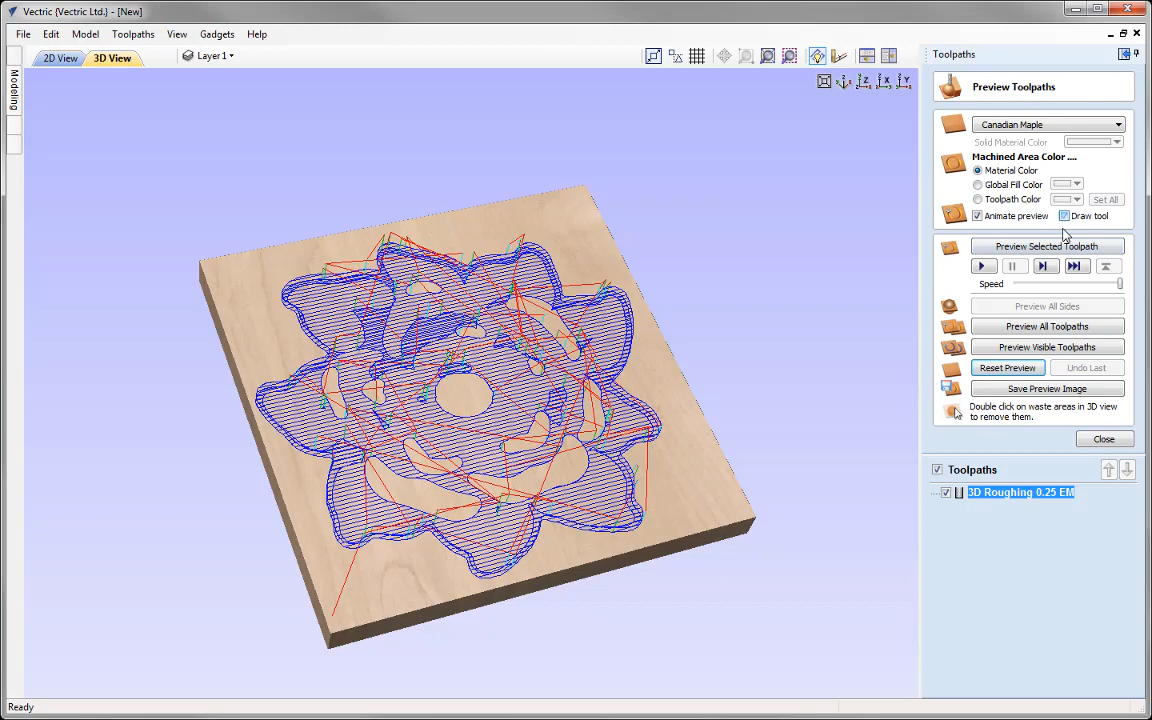 Vectric {Vectric Ltd.} - [New]
File Edit Model Toolpaths View Gadgets Help
2D View 3D View Layer 1
Modeling
Z X Y
Toolpaths
Preview Toolpaths
Canadian Maple
Solid Material Color
Machined Area Color ....
Material Color
Global Fill Color
Toolpath Color Set All
Animate preview Draw tool
Preview Selected Toolpath
Speed
Preview All Sides
Preview All Toolpaths
Preview Visible Toolpaths
Reset Preview Undo Last
Save Preview Image
Double click on waste areas in 3D view
to remove them.
Close
Toolpaths
3D Roughing 0.25 EM
Ready